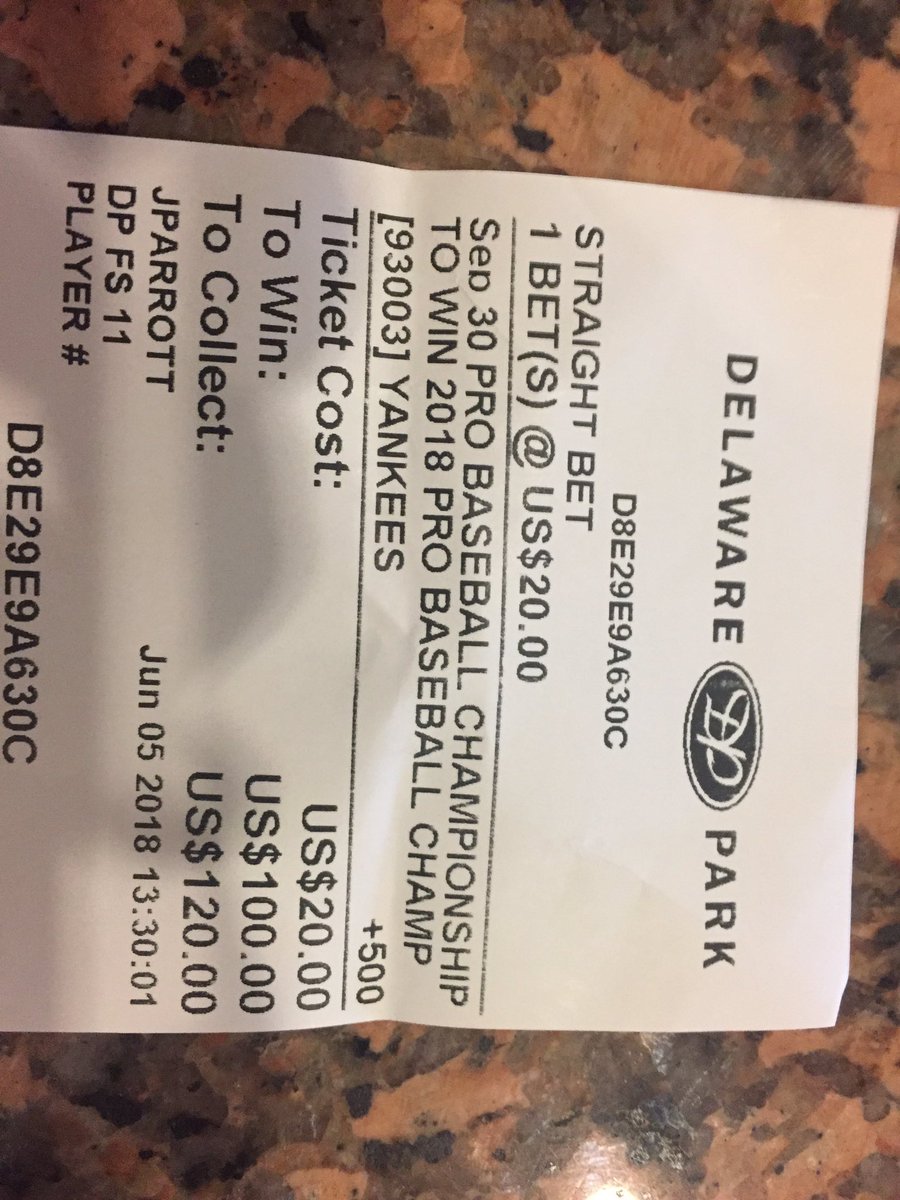 DELAWARE DP PARK
D8E29E9A630C
STRAIGHT BET
1 BET(S) @ US$20.00
Sep 30 PRO BASEBALL CHAMPIONSHIP
TO WIN 2018 PRO BASEBALL CHAMP
[93003] YANKEES +500
Ticket Cost: US$20.00
To Win: US$100.00
To Collect: US$120.00
JPARROTT Jun 05 2018 13:30:01
DP FS 11
PLAYER #
D8E29E9A630C